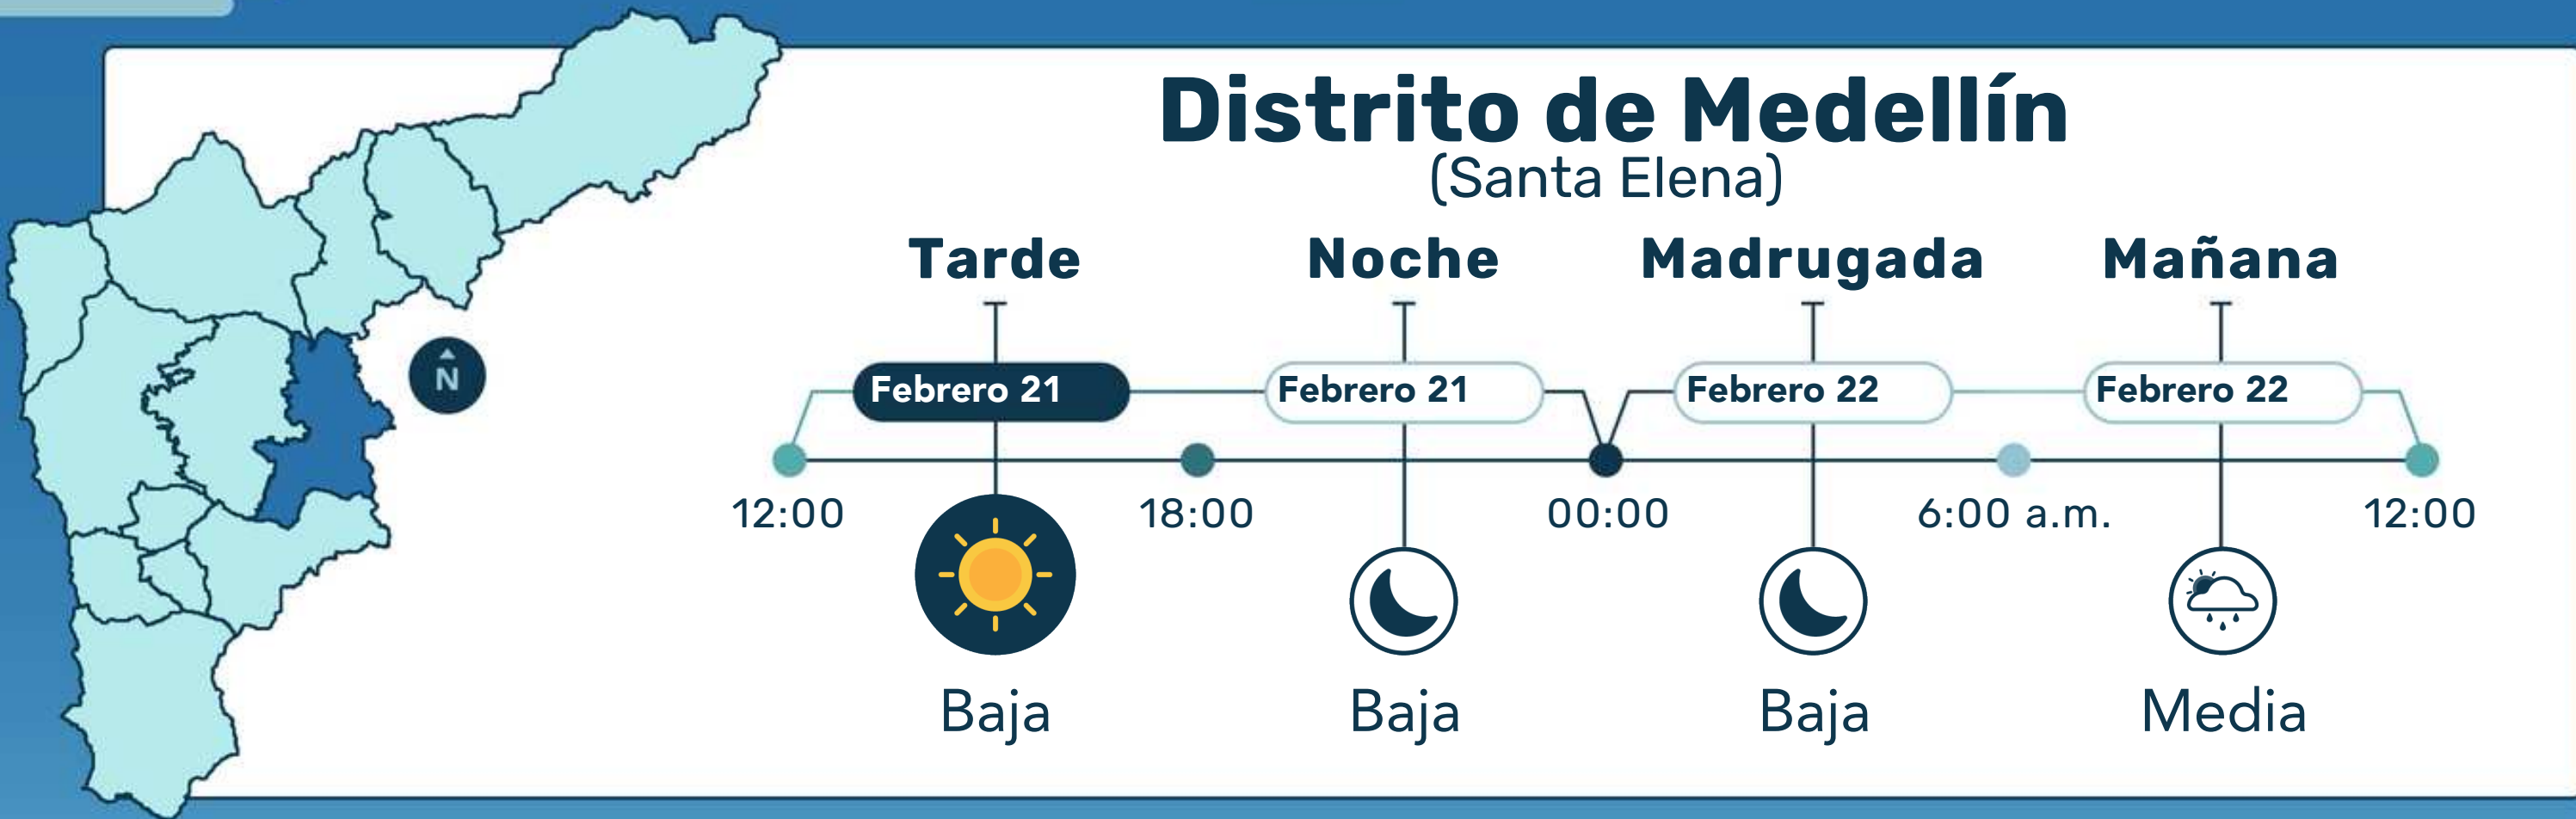 Distrito de Medellín
(Santa Elena)
Tarde Noche Madrugada Mañana
Febrero 21 Febrero 21 Febrero 22 Febrero 22
N
12:00 18:00 00:00 6:00 a.m. 12:00
Baja Baja Baja Media